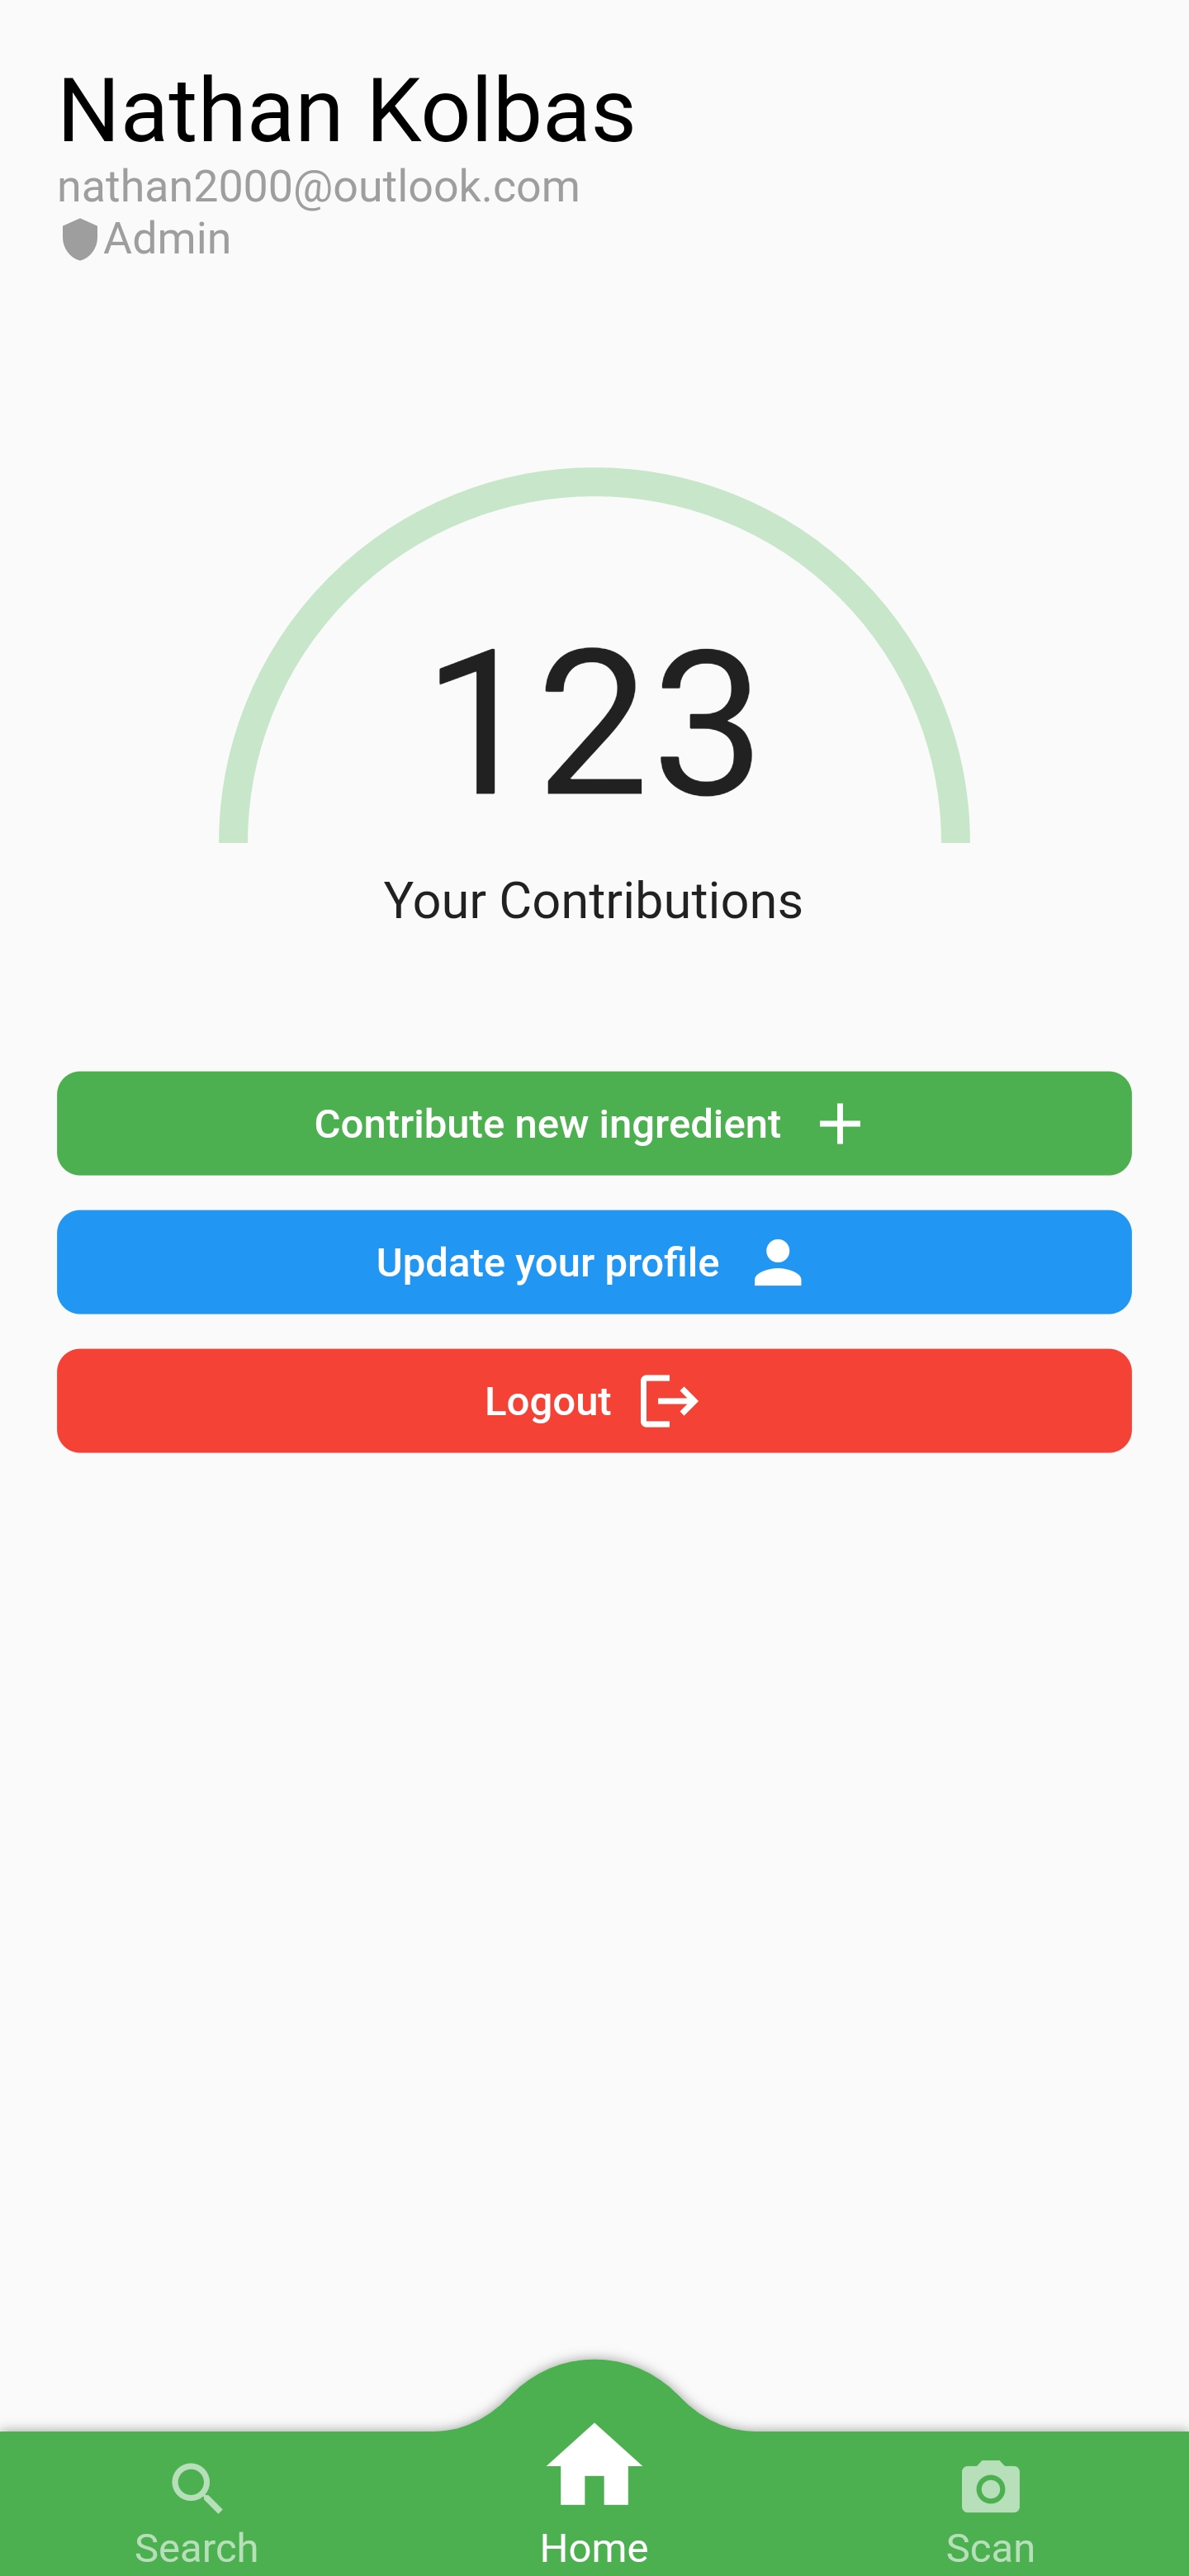 Nathan Kolbas
nathan2000@outlook.com
Admin
123
Your Contributions
Contribute new ingredient
Update your profile
Logout
Search
Home
Scan